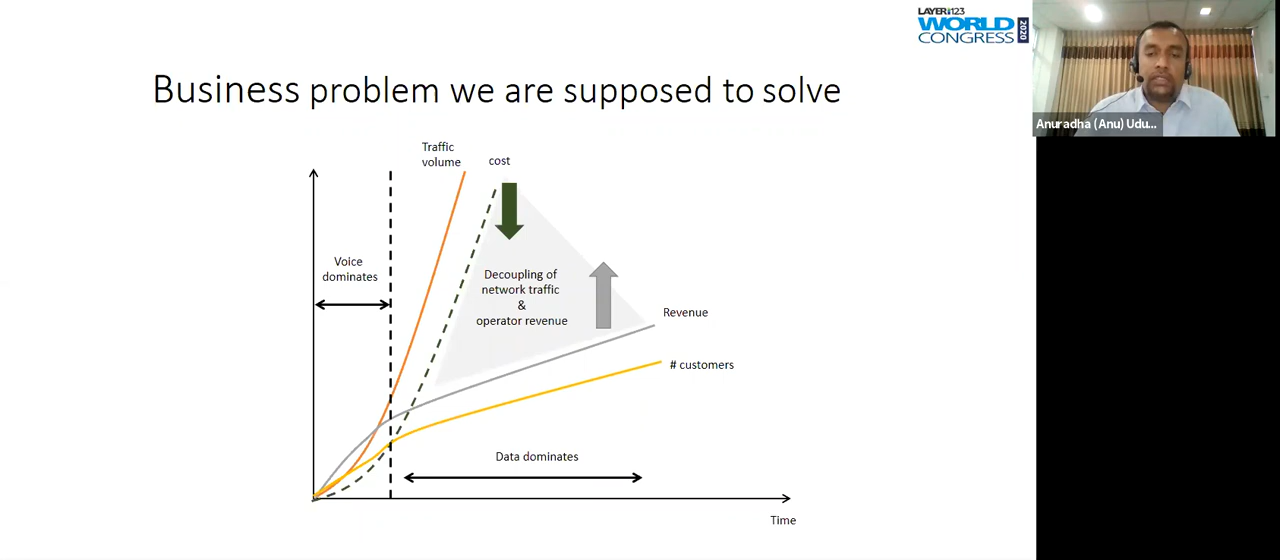 LAYER123
WORLD
CONGRESS 2020
Anuradha (Anu) Udu...
Business problem we are supposed to solve
Traffic
volume
cost
Voice
dominates
Decoupling of
network traffic
&
operator revenue
Revenue
# customers
Data dominates
Time